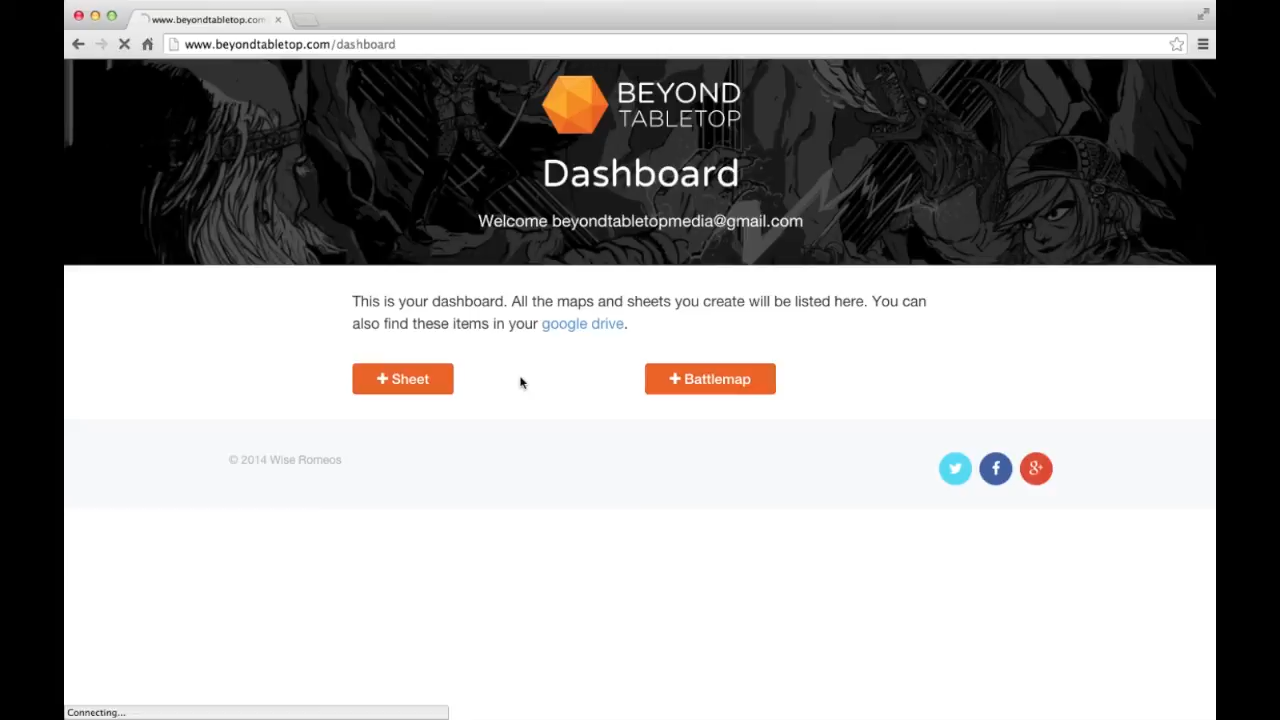 www.beyondtabletop.com
www.beyondtabletop.com/dashboard
BEYOND
TABLETOP
Dashboard
Welcome beyondtabletopmedia@gmail.com
This is your dashboard. All the maps and sheets you create will be listed here. You can
also find these items in your google drive.
+ Sheet
+ Battlemap
© 2014 Wise Romeos
Connecting...